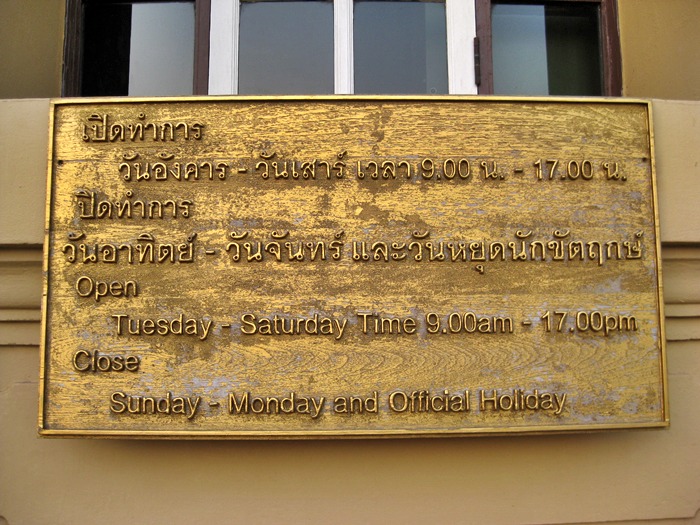 เปิดทำการ
วันอังคาร - วันเสาร์ เวลา 9.00 น. - 17.00 น.
ปิดทำการ
วันอาทิตย์ - วันจันทร์ และวันหยุดนักขัตฤกษ์
Open
Tuesday - Saturday Time 9.00am - 17.00pm
Close
Sunday - Monday and Official Holiday